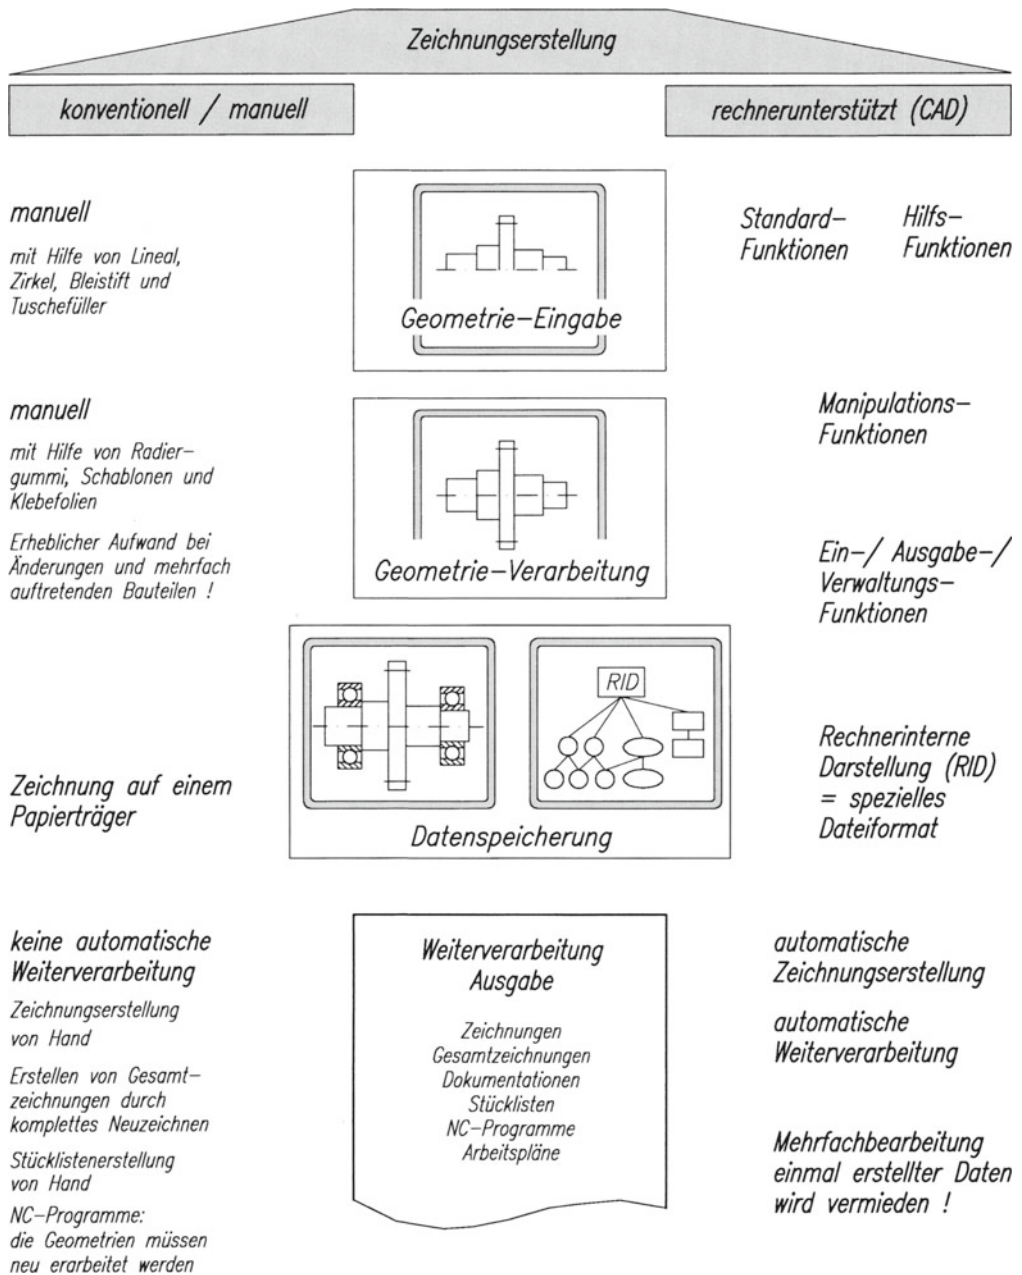 Zeichnungserstellung
konventionell / manuell
rechnerunterstützt (CAD)
manuell
mit Hilfe von Lineal,
Zirkel, Bleistift und
Tuschefüller
Geometrie-Eingabe
Standard-
Funktionen
Hilfs-
Funktionen
manuell
mit Hilfe von Radier-
gummi, Schablonen und
Klebefolien
Erheblicher Aufwand bei
Änderungen und mehrfach
auftretenden Bauteilen !
Geometrie-Verarbeitung
Manipulations-
Funktionen
Ein-/ Ausgabe-/
Verwaltungs-
Funktionen
Zeichnung auf einem
Papierträger
RID
Datenspeicherung
Rechnerinterne
Darstellung (RID)
= spezielles
Dateiformat
keine automatische
Weiterverarbeitung
Zeichnungserstellung
von Hand
Erstellen von Gesamt-
zeichnungen durch
komplettes Neuzeichnen
Stücklistenerstellung
von Hand
NC-Programme:
die Geometrien müssen
neu erarbeitet werden
Weiterverarbeitung
Ausgabe
Zeichnungen
Gesamtzeichnungen
Dokumentationen
Stücklisten
NC-Programme
Arbeitspläne
automatische
Zeichnungserstellung
automatische
Weiterverarbeitung
Mehrfachbearbeitung
einmal erstellter Daten
wird vermieden !